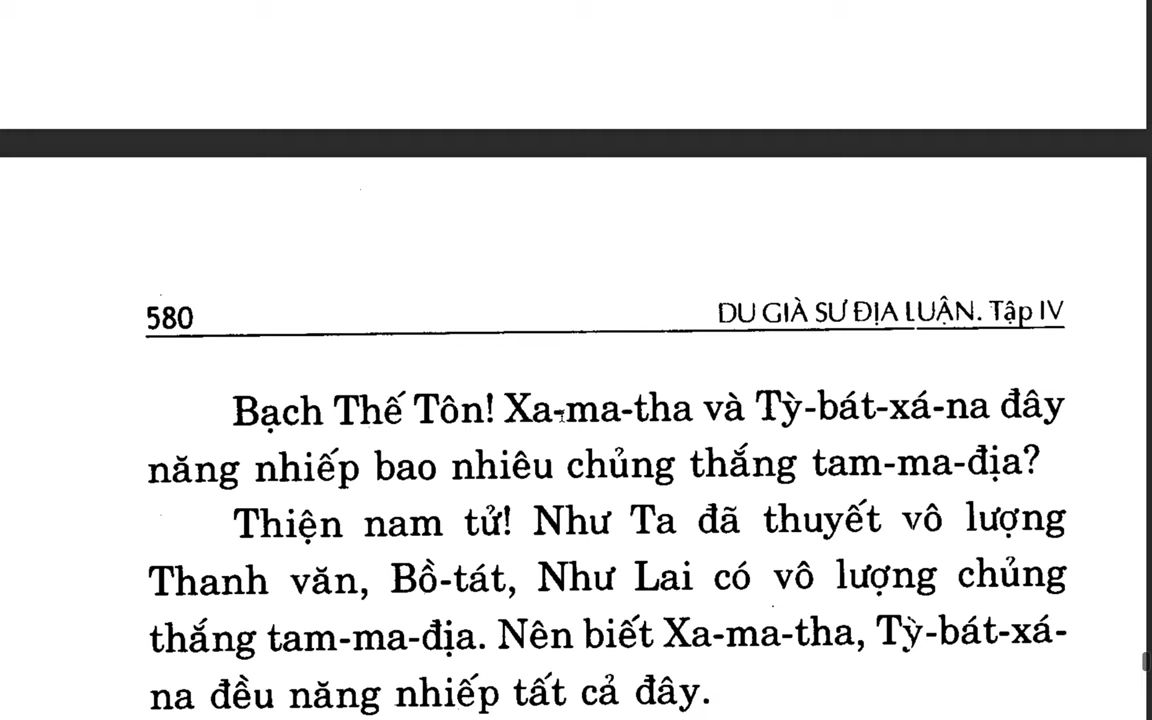 580 DU GIÀ SƯ ĐỊA LUẬN. Tập IV
Bạch Thế Tôn! Xa-ma-tha và Tỳ-bát-xá-na đây
năng nhiếp bao nhiêu chủng thắng tam-ma-địa?
Thiện nam tử! Như Ta đã thuyết vô lượng
Thanh văn, Bồ-tát, Như Lai có vô lượng chủng
thắng tam-ma-địa. Nên biết Xa-ma-tha, Tỳ-bát-xá-
na đều năng nhiếp tất cả đây.